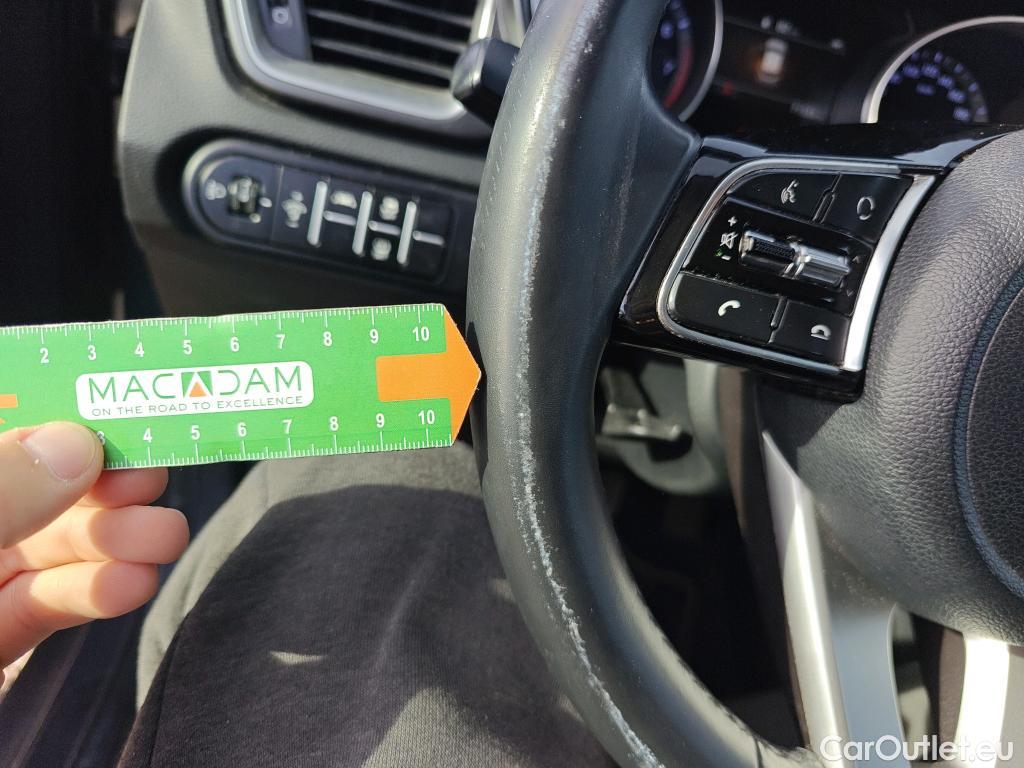 2 3 4 5 6 7 8 9 10
MACADAM
ON THE ROAD TO EXCELLENCE
3 4 5 6 7 8 9 10
CarOutlet.eu